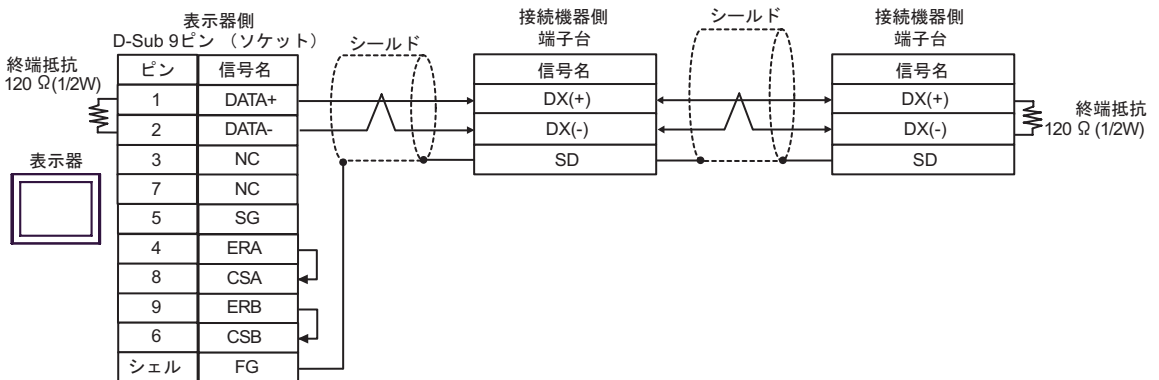 表示器側
D-Sub 9ピン （ソケット）
シールド
接続機器側
端子台
シールド
接続機器側
端子台
終端抵抗
120 Ω(1/2W)
ピン 信号名
1 DATA+
2 DATA-
3 NC
7 NC
5 SG
4 ERA
8 CSA
9 ERB
6 CSB
シェル FG
表示器
信号名
DX(+)
DX(-)
SD
信号名
DX(+)
DX(-)
SD
終端抵抗
120 Ω (1/2W)